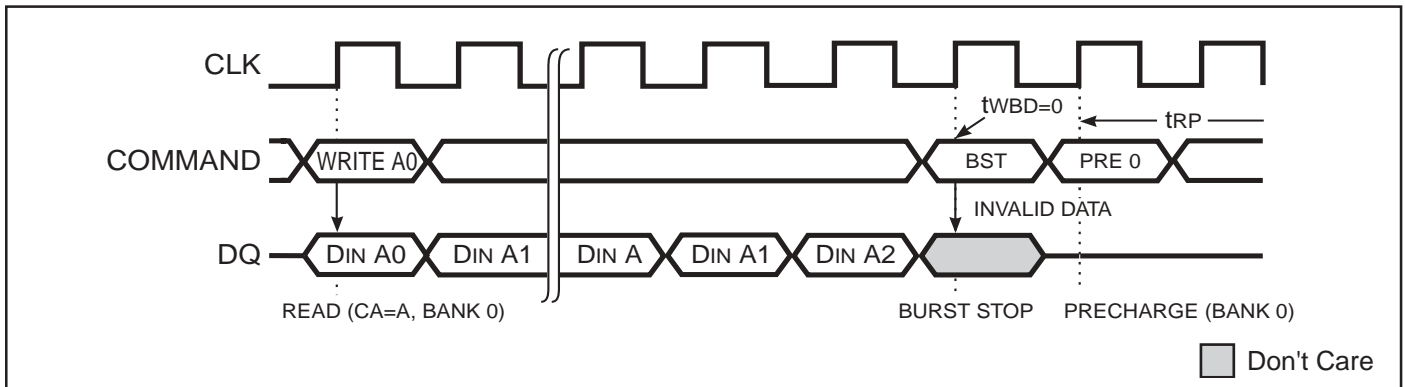 CLK
tWBD=0
tRP
COMMAND
WRITE A0
BST
PRE 0
INVALID DATA
DQ
DIN A0
DIN A1
DIN A
DIN A1
DIN A2
READ (CA=A, BANK 0)
BURST STOP
PRECHARGE (BANK 0)
Don't Care